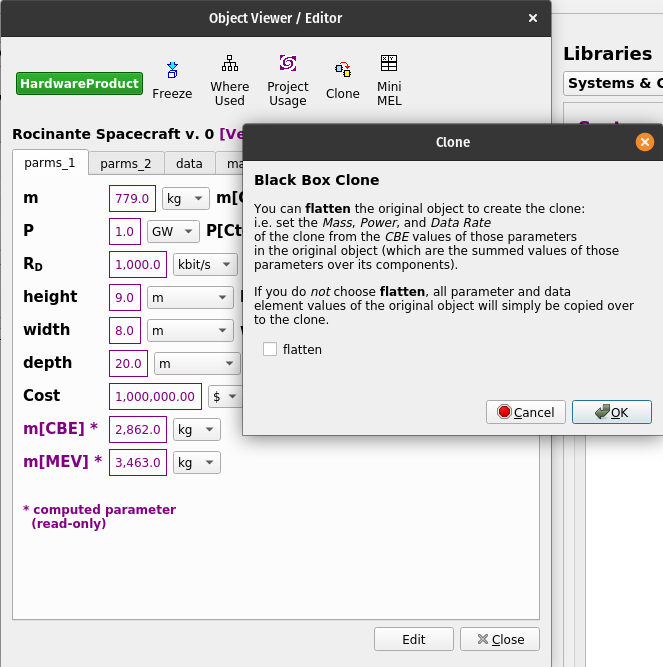 Object Viewer / Editor
×
HardwareProduct
Freeze
Where
Used
Project
Usage
Clone
Mini
MEL
Libraries
Systems & C
Rocinante Spacecraft v. 0 [Ve
parms_1
parms_2
data
m 779.0 kg
P 1.0 GW P[Ct
RD 1,000.0 kbit/s
height 9.0 m
width 8.0 m
depth 20.0 m
Cost 1,000,000.00 $
m[CBE] * 2,862.0 kg
m[MEV] * 3,463.0 kg
* computed parameter
(read-only)
Edit
Close
Clone
Black Box Clone
You can flatten the original object to create the clone:
i.e. set the Mass, Power, and Data Rate
of the clone from the CBE values of those parameters
in the original object (which are the summed values of those
parameters over its components).
If you do not choose flatten, all parameter and data
element values of the original object will simply be copied over
to the clone.
flatten
Cancel
OK